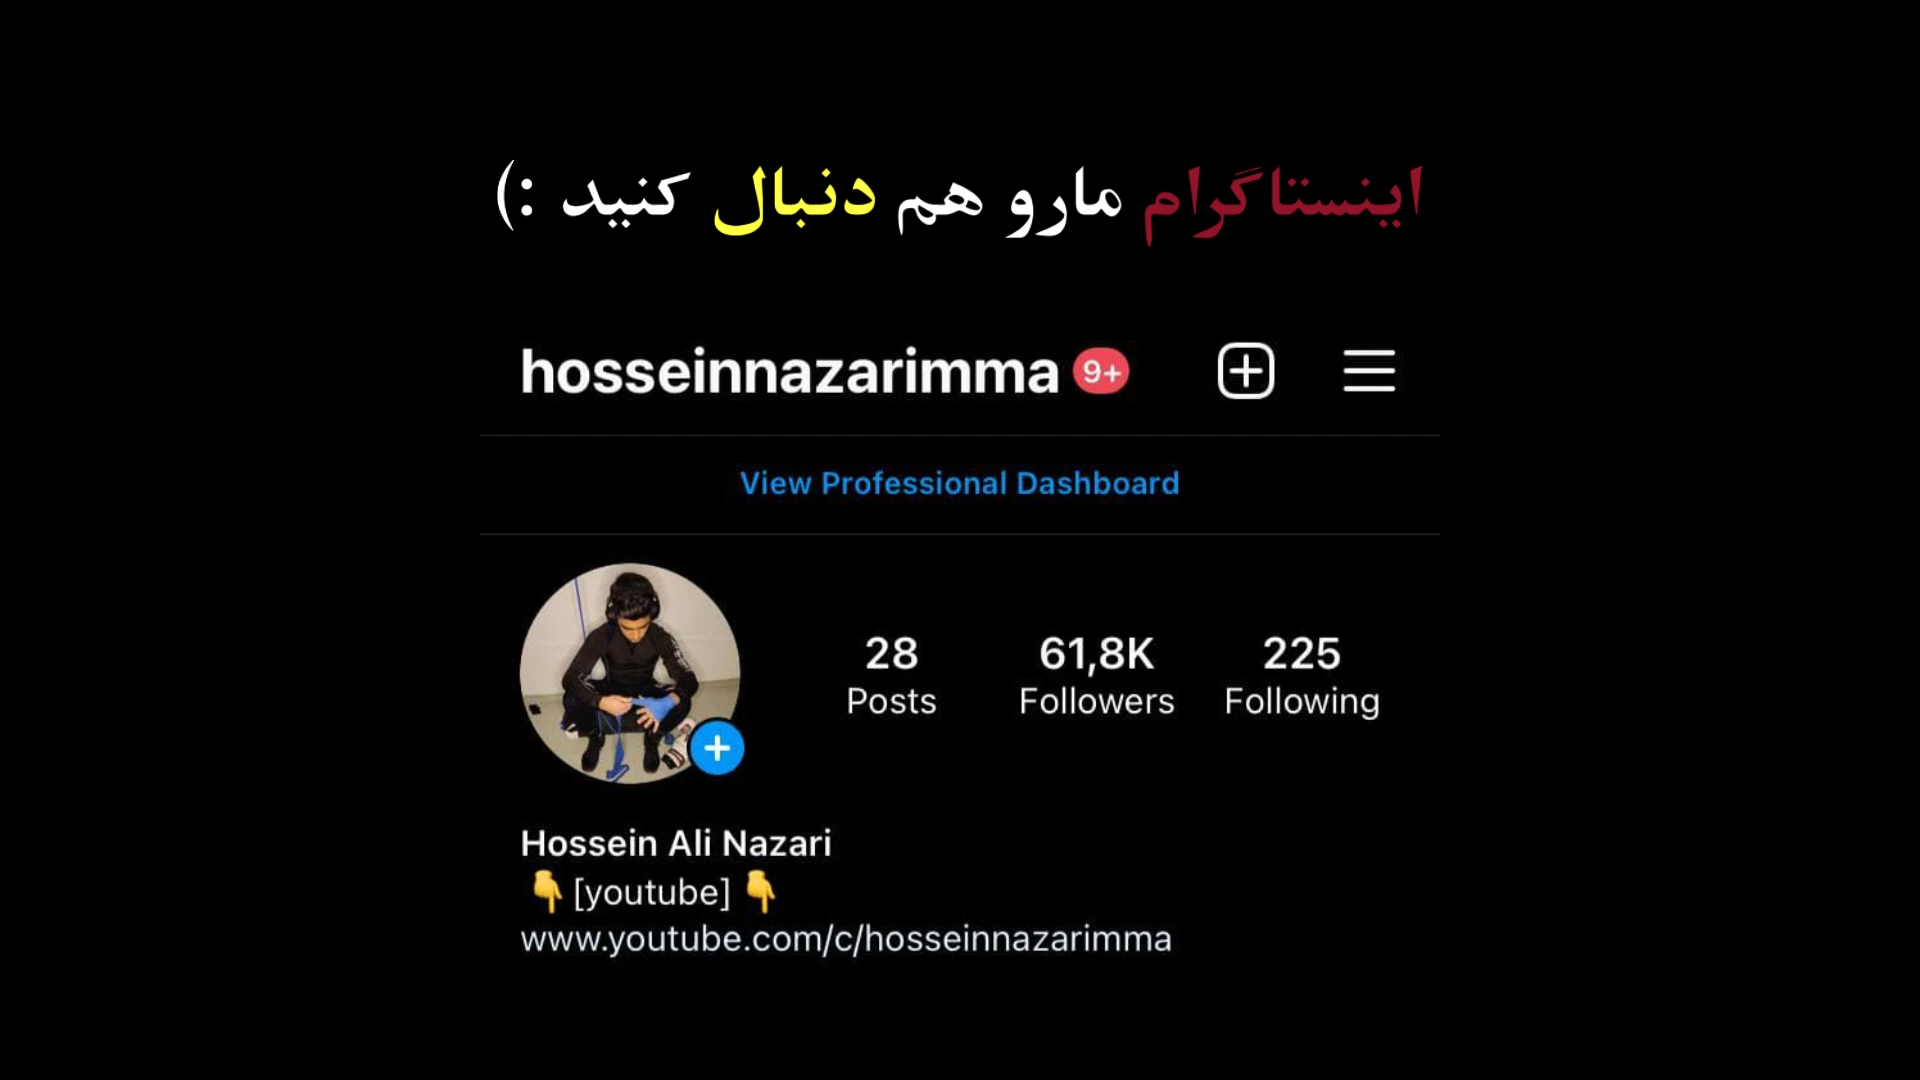 اینستاگرام مارو هم دنبال کنید :)
hosseinnazarimma 9+
View Professional Dashboard
28 61,8K 225
Posts Followers Following
Hossein Ali Nazari
👇[youtube]👇
www.youtube.com/c/hosseinnazarimma